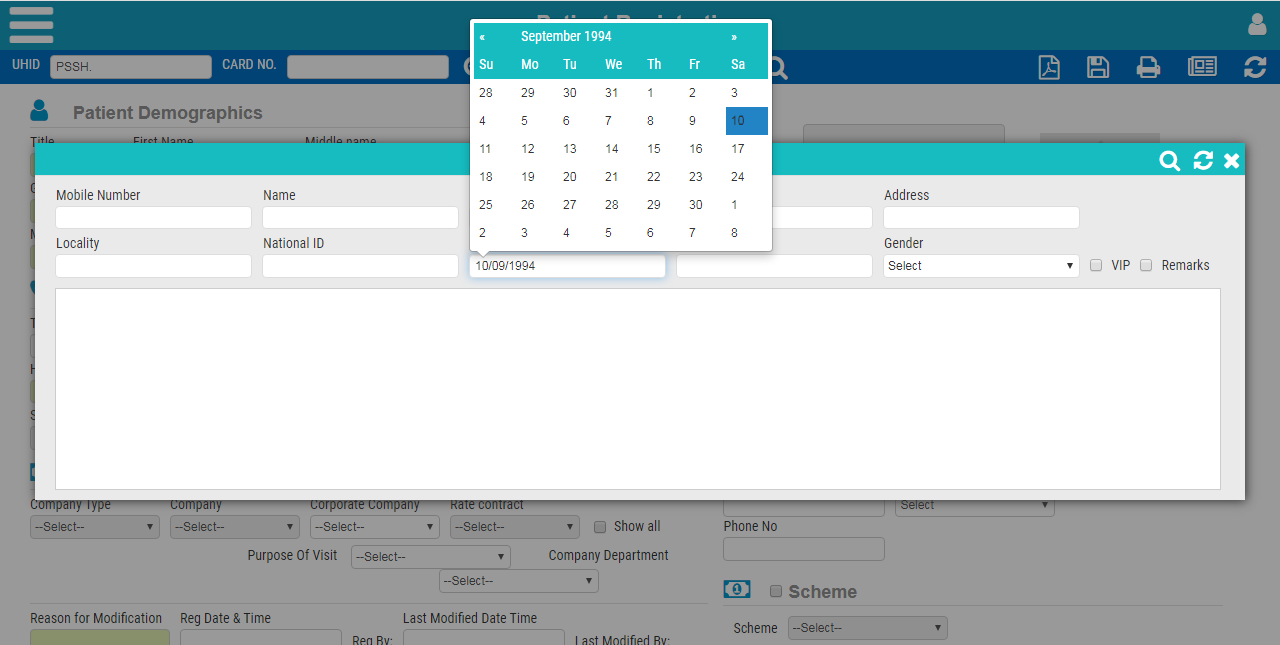 « September 1994 »
UHID PSSH. CARD NO.
Su Mo Tu We Th Fr Sa
28 29 30 31 1 2 3
Patient Demographics
4 5 6 7 8 9 10
Title First Name Middle name
11 12 13 14 15 16 17
18 19 20 21 22 23 24
Mobile Number Name Address
25 26 27 28 29 30 1
2 3 4 5 6 7 8
Locality National ID Gender
10/09/1994 Select VIP Remarks
Company Type Company Corporate Company Rate contract
Select
--Select-- --Select-- --Select-- --Select-- Show all
Phone No
Purpose Of Visit --Select-- Company Department
--Select--
Scheme
Reason for Modification Reg Date & Time Last Modified Date Time
Scheme --Select--
Reg By: Last Modified By: